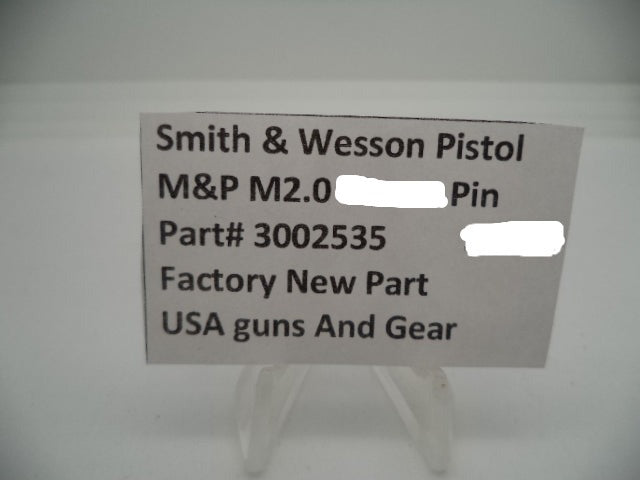 Smith & Wesson Pistol
M&P M2.0 Pin
Part# 3002535
Factory New Part
USA guns And Gear